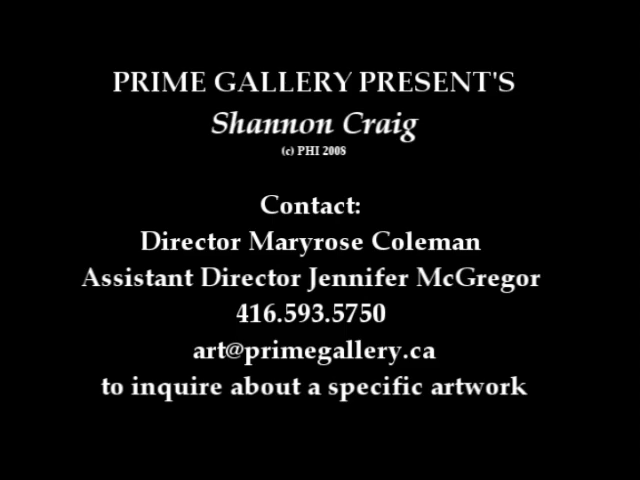 PRIME GALLERY PRESENT'S
Shannon Craig
(c) PHI 2008
Contact:
Director Maryrose Coleman
Assistant Director Jennifer McGregor
416.593.5750
art@primegallery.ca
to inquire about a specific artwork